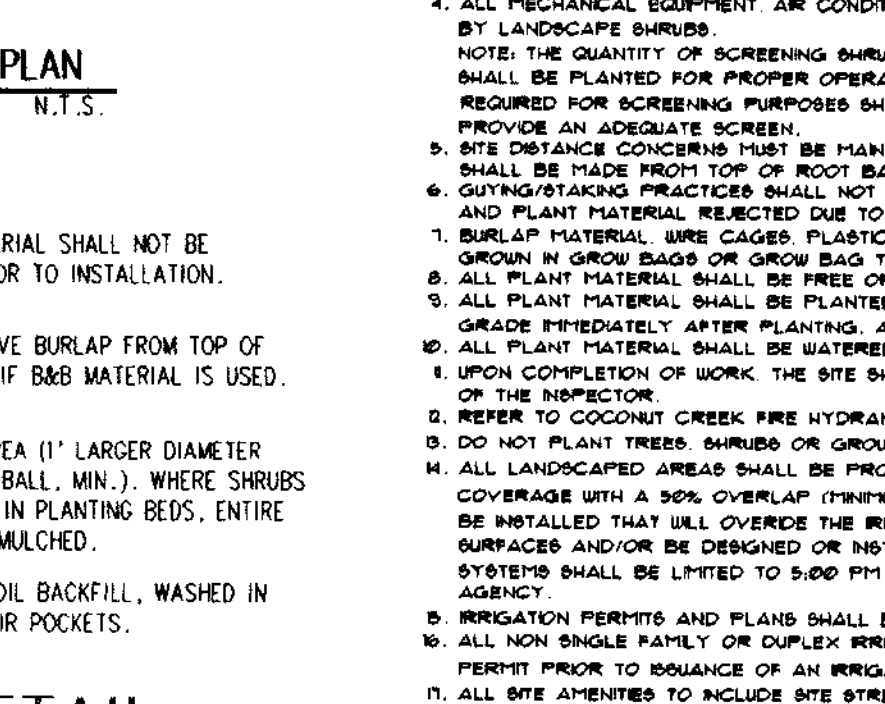 PLAN
N.T.S.
RIAL SHALL NOT BE
OR TO INSTALLATION.
VE BURLAP FROM TOP OF
IF B&B MATERIAL IS USED.
EA (1' LARGER DIAMETER
BALL, MIN.). WHERE SHRUBS
IN PLANTING BEDS, ENTIRE
MULCHED.
OIL BACKFILL, WASHED IN
IR POCKETS.
4. ALL MECHANICAL EQUIPMENT, AIR CONDIT
BY LANDSCAPE SHRUBS.
NOTE: THE QUANTITY OF SCREENING SHRU
SHALL BE PLANTED FOR PROPER OPERA
REQUIRED FOR SCREENING PURPOSES SH
PROVIDE AN ADEQUATE SCREEN.
5. SITE DISTANCE CONCERNS MUST BE MAIN
SHALL BE MADE FROM TOP OF ROOT BA
6. GUYING/STAKING PRACTICES SHALL NOT
AND PLANT MATERIAL REJECTED DUE TO
7. BURLAP MATERIAL, WIRE CAGES, PLASTIC
GROWN IN GROW BAGS OR GROW BAG T
8. ALL PLANT MATERIAL SHALL BE FREE OF
9. ALL PLANT MATERIAL SHALL BE PLANTE
GRADE IMMEDIATELY AFTER PLANTING, A
10. ALL PLANT MATERIAL SHALL BE WATERE
11. UPON COMPLETION OF WORK, THE SITE SH
OF THE INSPECTOR.
12. REFER TO COCONUT CREEK FIRE HYDRAN
13. DO NOT PLANT TREES, SHRUBS OR GROU
14. ALL LANDSCAPED AREAS SHALL BE PRO
COVERAGE WITH A 50% OVERLAP (MINIM
BE INSTALLED THAT WILL OVERIDE THE IR
SURFACES AND/OR BE DESIGNED OR INST
SYSTEMS SHALL BE LIMITED TO 5:00 PM
AGENCY.
15. IRRIGATION PERMITS AND PLANS SHALL B
16. ALL NON SINGLE FAMILY OR DUPLEX IRRI
PERMIT PRIOR TO ISSUANCE OF AN IRRIGA
17. ALL SITE AMENITIES TO INCLUDE SITE STRE